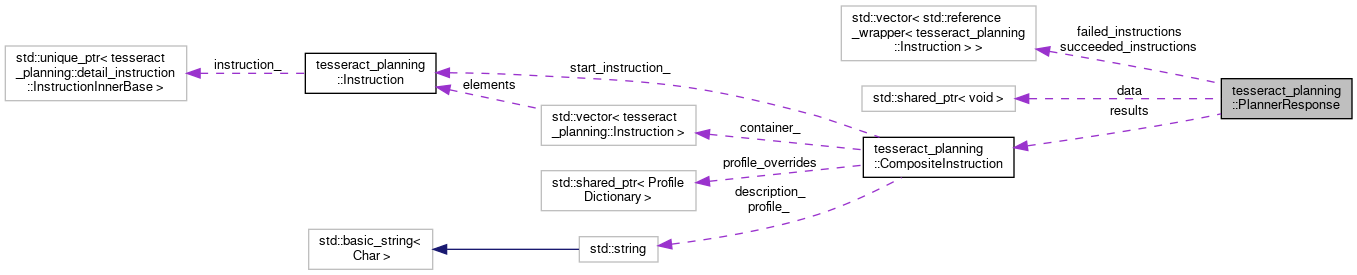 std::vector< std::reference
_wrapper< tesseract_planning
::Instruction > >
failed_instructions
succeeded_instructions
std::unique_ptr< tesseract
_planning::detail_instruction
::InstructionInnerBase >
instruction_
tesseract_planning
::Instruction
start_instruction_
elements
std::shared_ptr< void >
data
tesseract_planning
::PlannerResponse
results
std::vector< tesseract
_planning::Instruction >
container_
tesseract_planning
::CompositeInstruction
profile_overrides
std::shared_ptr< Profile
Dictionary >
description_
profile_
std::basic_string<
Char >
std::string